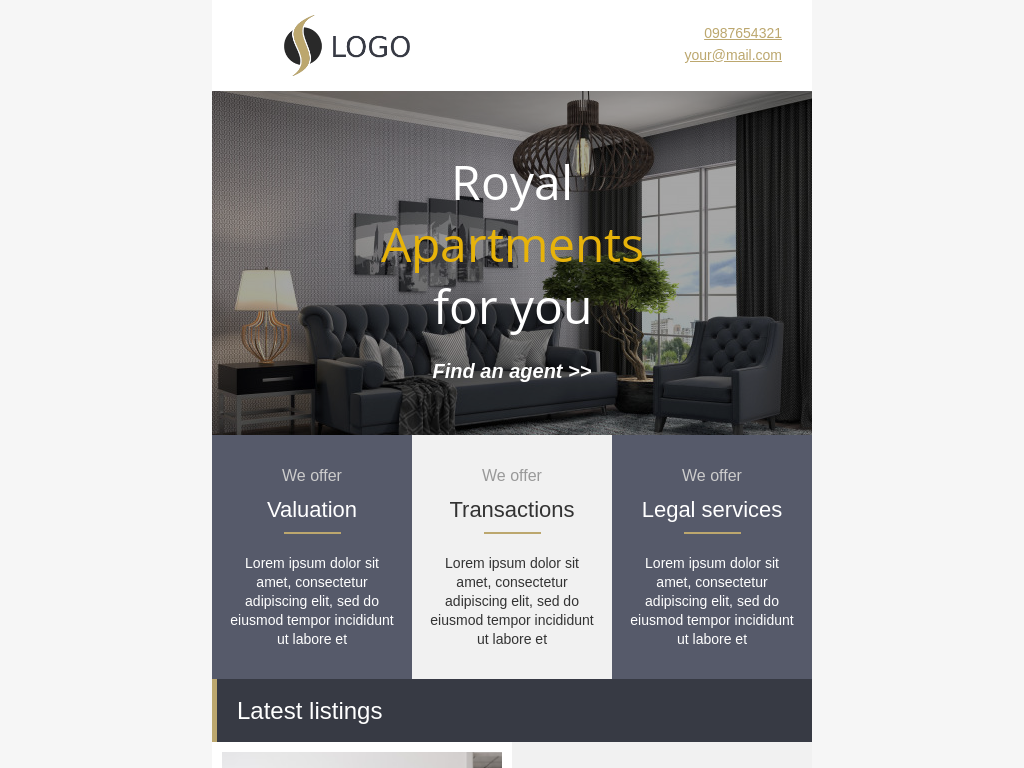 LOGO
0987654321
your@mail.com
Royal
Apartments
for you
Find an agent >>
We offer
Valuation
Lorem ipsum dolor sit
amet, consectetur
adipiscing elit, sed do
eiusmod tempor incididunt
ut labore et
We offer
Transactions
Lorem ipsum dolor sit
amet, consectetur
adipiscing elit, sed do
eiusmod tempor incididunt
ut labore et
We offer
Legal services
Lorem ipsum dolor sit
amet, consectetur
adipiscing elit, sed do
eiusmod tempor incididunt
ut labore et
Latest listings